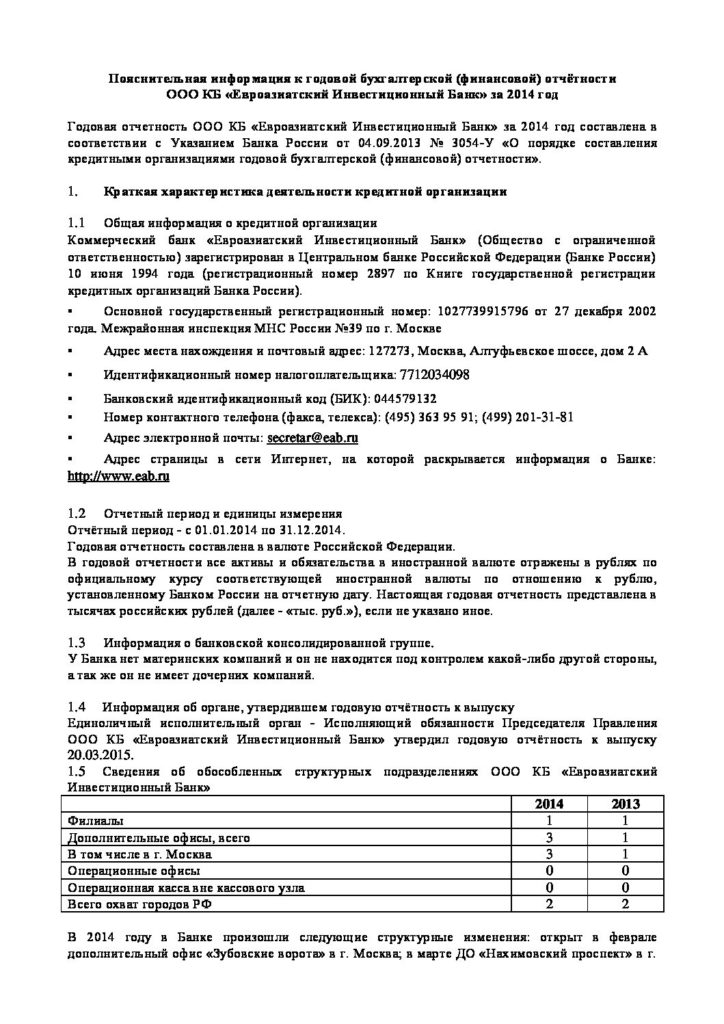 Пояснительная информация к годовой бухгалтерской (финансовой) отчётности
ООО КБ «Евроазиатский Инвестиционный Банк» за 2014 год
Годовая отчетность ООО КБ «Евроазиатский Инвестиционный Банк» за 2014 год составлена в
соответствии с Указанием Банка России от 04.09.2013 № 3054-У «О порядке составления
кредитными организациями годовой бухгалтерской (финансовой) отчетности».
1. Краткая характеристика деятельности кредитной организации
1.1 Общая информация о кредитной организации
Коммерческий банк «Евроазиатский Инвестиционный Банк» (Общество с ограниченной
ответственностью) зарегистрирован в Центральном банке Российской Федерации (Банке России)
10 июня 1994 года (регистрационный номер 2897 по Книге государственной регистрации
кредитных организаций Банка России).
▪ Основной государственный регистрационный номер: 1027739915796 от 27 декабря 2002
года. Межрайонная инспекция МНС России №39 по г. Москве
▪ Адрес места нахождения и почтовый адрес: 127273, Москва, Алтуфьевское шоссе, дом 2 А
▪ Идентификационный номер налогоплательщика: 7712034098
▪ Банковский идентификационный код (БИК): 044579132
▪ Номер контактного телефона (факса, телекса): (495) 363 95 91; (499) 201-31-81
▪ Адрес электронной почты: secretar@eab.ru
▪ Адрес страницы в сети Интернет, на которой раскрывается информация о Банке:
http://www.eab.ru
1.2 Отчетный период и единицы измерения
Отчётный период - с 01.01.2014 по 31.12.2014.
Годовая отчетность составлена в валюте Российской Федерации.
В годовой отчетности все активы и обязательства в иностранной валюте отражены в рублях по
официальному курсу соответствующей иностранной валюты по отношению к рублю,
установленному Банком России на отчетную дату. Настоящая годовая отчетность представлена в
тысячах российских рублей (далее - «тыс. руб.»), если не указано иное.
1.3 Информация о банковской консолидированной группе.
У Банка нет материнских компаний и он не находится под контролем какой-либо другой стороны,
а так же он не имеет дочерних компаний.
1.4 Информация об органе, утвердившем годовую отчётность к выпуску
Единоличный исполнительный орган - Исполняющий обязанности Председателя Правления
ООО КБ «Евроазиатский Инвестиционный Банк» утвердил годовую отчётность к выпуску
20.03.2015.
1.5 Сведения об обособленных структурных подразделениях ООО КБ «Евроазиатский
Инвестиционный Банк»
2014 2013
Филиалы 1 1
Дополнительные офисы, всего 3 1
В том числе в г. Москва 3 1
Операционные офисы 0 0
Операционная касса вне кассового узла 0 0
Всего охват городов РФ 2 2
В 2014 году в Банке произошли следующие структурные изменения: открыт в феврале
дополнительный офис «Зубовские ворота» в г. Москва; в марте ДО «Нахимовский проспект» в г.